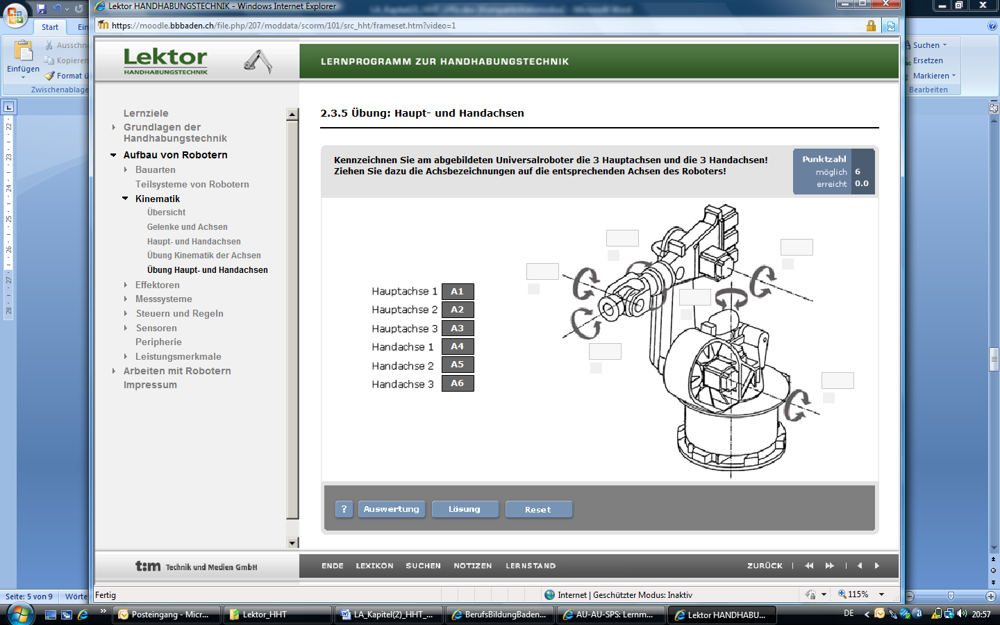 Lektor HANDHABUNGSTECHNIK - Windows Internet Explorer
https://moodle.bbbaden.ch/file.php/207/moddata/scorm/101/src_hht/frameset.htm?video=1
Start
Ein
Einfügen
Ausschn
Kopieren
Format ü
Zwischenablage
Suchen
Ersetzen
Markieren
Bearbeiten
L
22
23
24
25
26
27
28
Lektor
HANDHABUNGSTECHNIK
LERNPROGRAMM ZUR HANDHABUNGSTECHNIK
Lernziele
Grundlagen der
Handhabungstechnik
Aufbau von Robotern
Bauarten
Teilsysteme von Robotern
Kinematik
Übersicht
Gelenke und Achsen
Haupt- und Handachsen
Übung Kinematik der Achsen
Übung Haupt- und Handachsen
Effektoren
Messsysteme
Steuern und Regeln
Sensoren
Peripherie
Leistungsmerkmale
Arbeiten mit Robotern
Impressum
2.3.5 Übung: Haupt- und Handachsen
Kennzeichnen Sie am abgebildeten Universalroboter die 3 Hauptachsen und die 3 Handachsen!
Ziehen Sie dazu die Achsbezeichnungen auf die entsprechenden Achsen des Roboters!
Punktzahl
möglich 6
erreicht 0.0
Hauptachse 1 A1
Hauptachse 2 A2
Hauptachse 3 A3
Handachse 1 A4
Handachse 2 A5
Handachse 3 A6
? Auswertung Lösung Reset
t:m Technik und Medien GmbH
ENDE LEXIKON SUCHEN NOTIZEN LERNSTAND ZURÜCK
Seite: 5 von 9 Wörte
Fertig
Internet | Geschützter Modus: Inaktiv
115%
Posteingang - Micr...
Lektor_HHT
LA_Kapitel(2)_HHT_...
BerufsBildungBaden...
AU-AU-SPS: Lernm...
Lektor HANDHABU...
DE
20:57